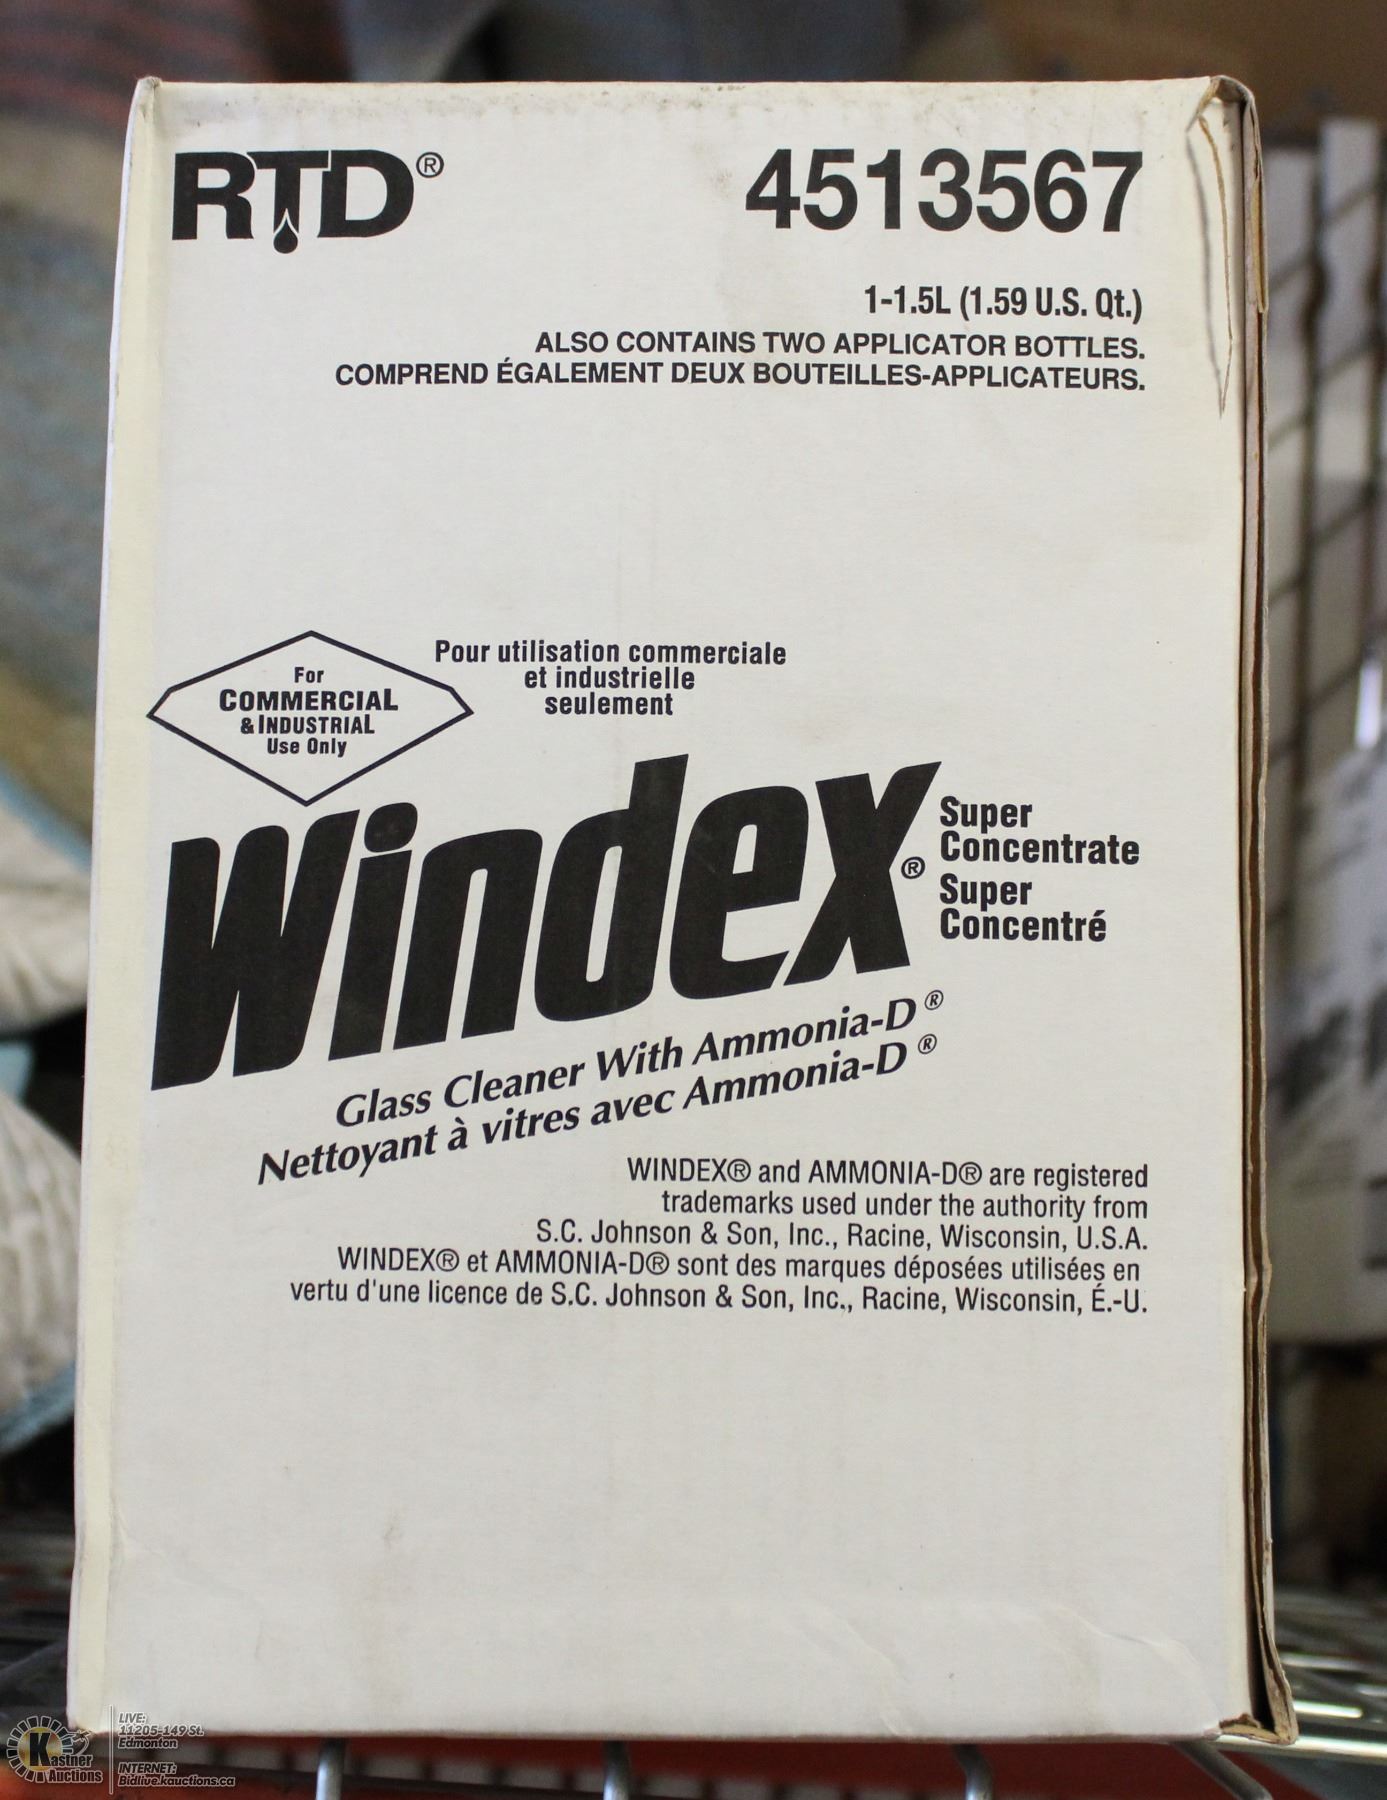 RTD®
4513567
1-1.5L (1.59 U.S. Qt.)
ALSO CONTAINS TWO APPLICATOR BOTTLES.
COMPREND ÉGALEMENT DEUX BOUTEILLES-APPLICATEURS.
For
COMMERCIAL
& INDUSTRIAL
Use Only
Pour utilisation commerciale
et industrielle
seulement
Windex®
Super
Concentrate
Super
Concentré
Glass Cleaner With Ammonia-D®
Nettoyant à vitres avec Ammonia-D®
WINDEX® and AMMONIA-D® are registered
trademarks used under the authority from
S.C. Johnson & Son, Inc., Racine, Wisconsin, U.S.A.
WINDEX® et AMMONIA-D® sont des marques déposées utilisées en
vertu d'une licence de S.C. Johnson & Son, Inc., Racine, Wisconsin, É.-U.
Kastner
Auctions
LIVE:
11205-149 St.
Edmonton
INTERNET:
Bidlive.kauctions.ca